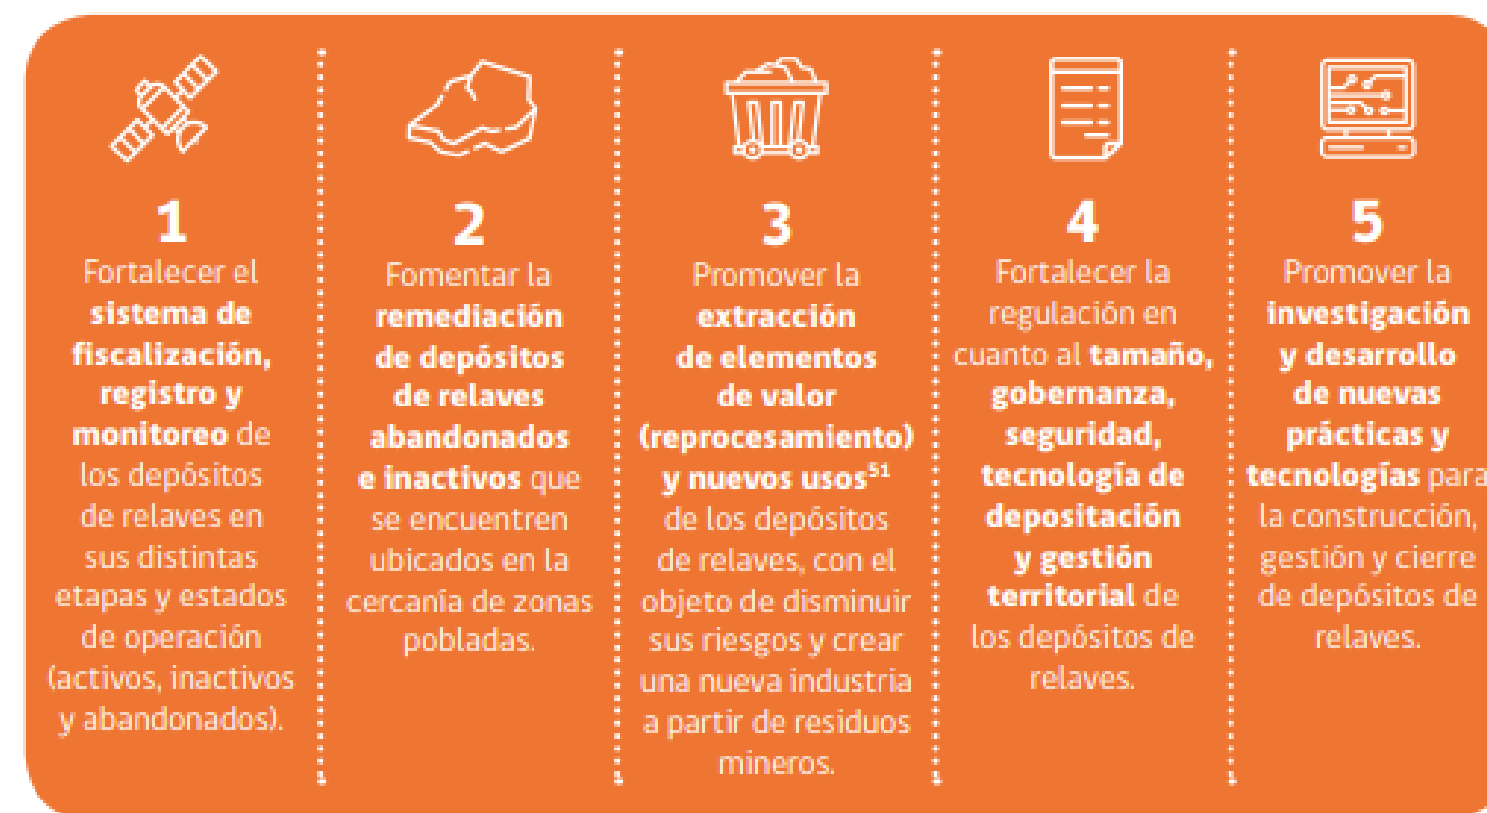 1
Fortalecer el
sistema de
fiscalización,
registro y
monitoreo de
los depósitos
de relaves en
sus distintas
etapas y estados
de operación
(activos, inactivos
y abandonados).
2
Fomentar la
remediación
de depósitos
de relaves
abandonados
e inactivos que
se encuentren
ubicados en la
cercanía de zonas
pobladas.
3
Promover la
extracción
de elementos
de valor
(reprocesamiento)
y nuevos usos⁵¹
de los depósitos
de relaves, con el
objeto de disminuir
sus riesgos y crear
una nueva industria
a partir de residuos
mineros.
4
Fortalecer la
regulación en
cuanto al tamaño,
gobernanza,
seguridad,
tecnología de
depositación
y gestión
territorial de
los depósitos de
relaves.
5
Promover la
investigación
y desarrollo
de nuevas
prácticas y
tecnologías para
la construcción,
gestión y cierre
de depósitos de
relaves.